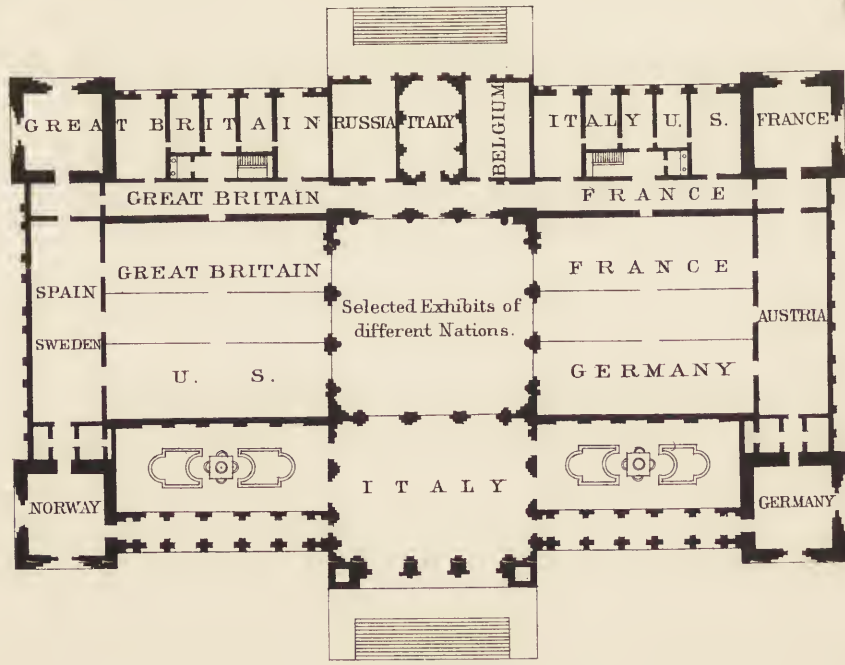 GREAT BRITAIN
RUSSIA
ITALY
BELGIUM
ITALY
U. S.
FRANCE
GREAT BRITAIN
FRANCE
GREAT BRITAIN
FRANCE
SPAIN
Selected Exhibits of
different Nations.
AUSTRIA
SWEDEN
U. S.
GERMANY
ITALY
NORWAY
GERMANY